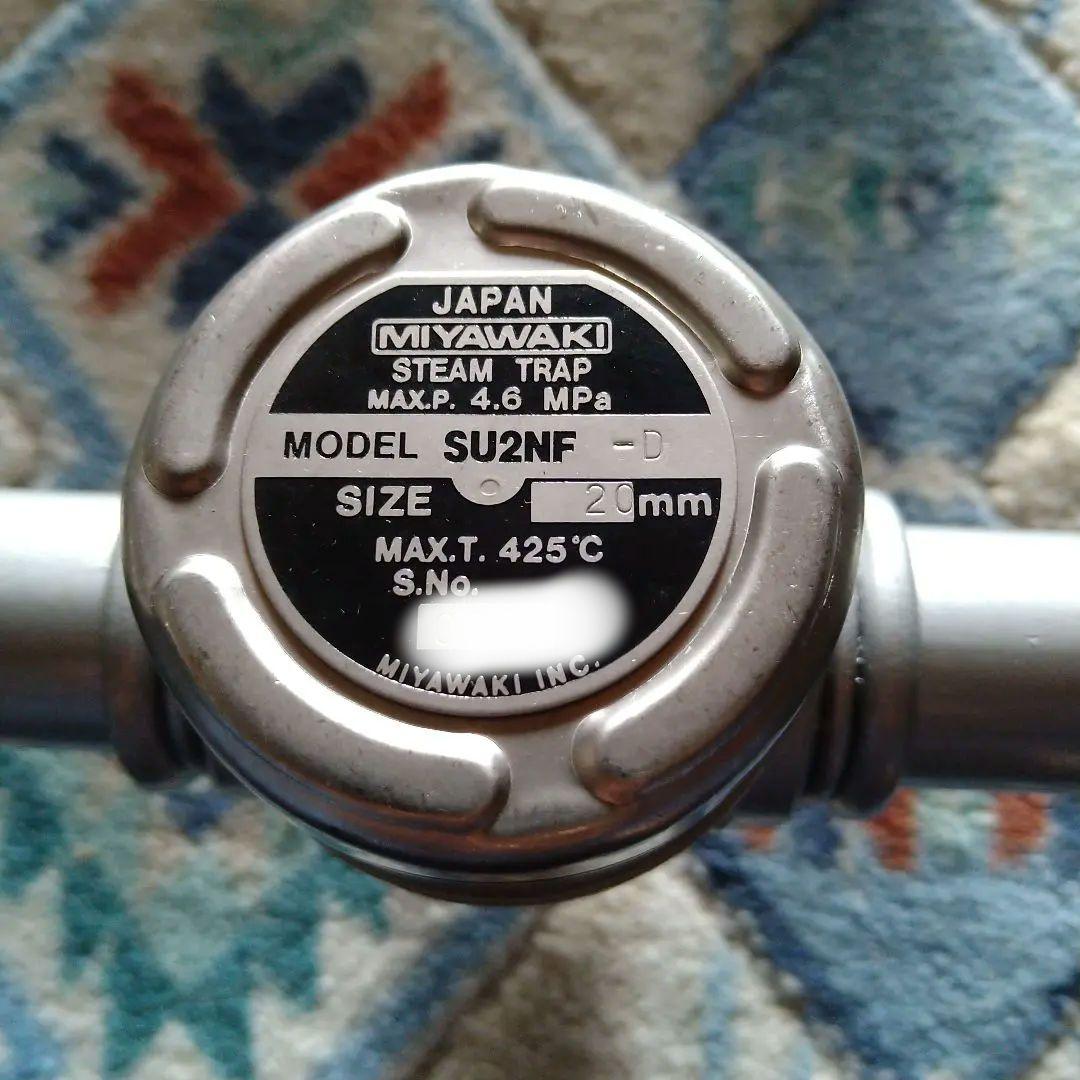 JAPAN
MIYAWAKI
STEAM TRAP
MAX.P. 4.6 MPa
MODEL SU2NF -D
SIZE 20mm
MAX.T. 425°C
S.No.
MIYAWAKI INC.